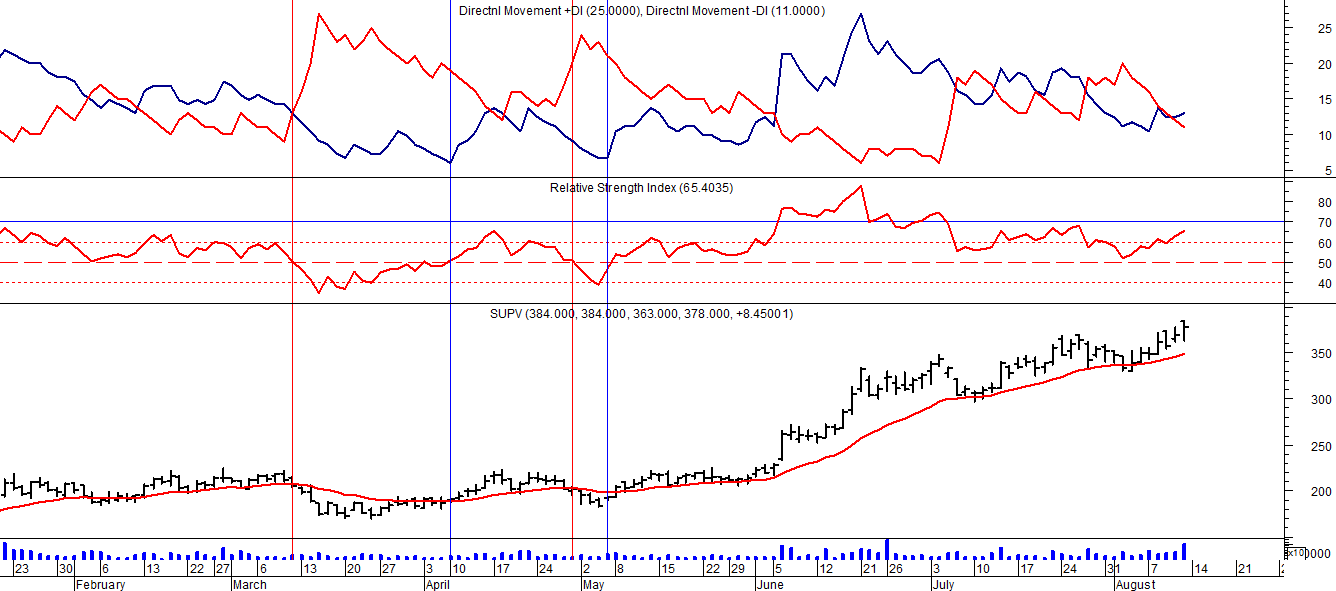 Directnl Movement +DI (25.0000), Directnl Movement -DI (11.0000)
25
20
15
10
5
Relative Strength Index (65.4035)
80
70
60
50
40
SUPV (384.000, 384.000, 363.000, 378.000, +8.45001)
350
300
250
200
23 30 6 13 22 27 6 13 20 27 3 10 17 24 2 8 15 22 29 5 12 21 26 3 10 17 24 31 7 14 21
February March April May June July August